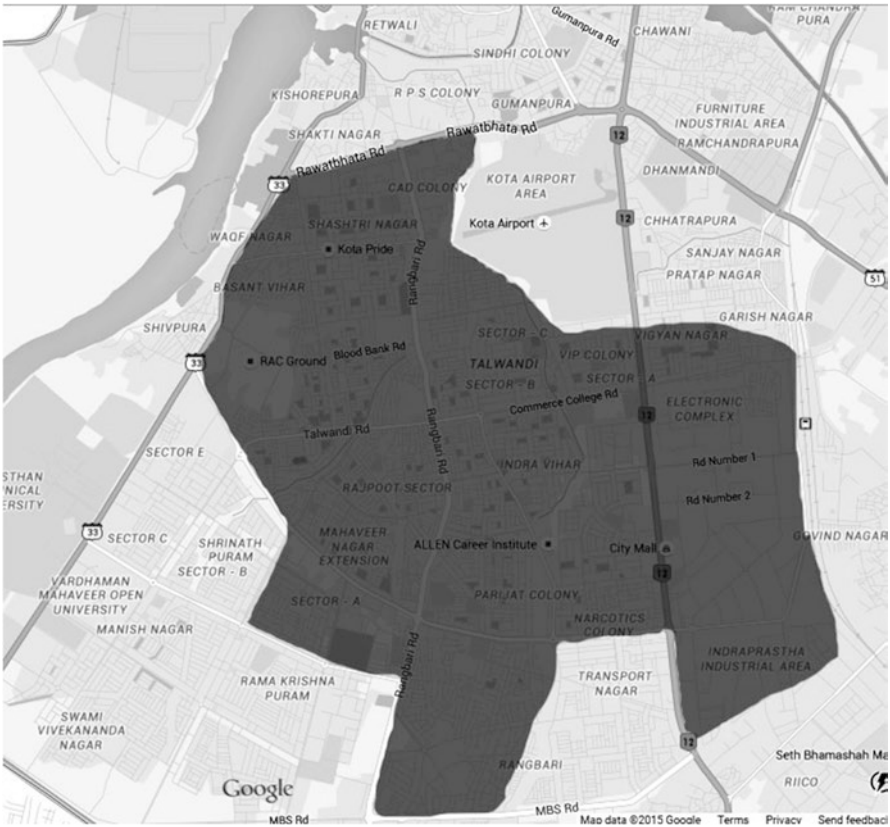 RETWALI
Gumanpura Rd
CHAWANI
RAM CHANDRA
PURA
SINDHI COLONY
KISHOREPURA
R P S COLONY
GUMANPURA
FURNITURE
INDUSTRIAL AREA
RAMCHANDRAPURA
SHAKTI NAGAR
Rawatbhata Rd
Rawatbhata Rd
12
DHANMANDI
33
CAD COLONY
KOTA AIRPORT
AREA
12
CHHATRAPURA
SHASHTRI NAGAR
Kota Airport
WAQF NAGAR
Kota Pride
Rangbari Rd
SANJAY NAGAR
PRATAP NAGAR
51
BASANT VIHAR
GARISH NAGAR
SHIVPURA
SECTOR - C
VIGYAN NAGAR
33
RAC Ground
Blood Bank Rd
TALWANDI
VIP COLONY
SECTOR - B
SECTOR - A
Commerce College Rd
12
ELECTRONIC
COMPLEX
Talwandi Rd
Rangbari Rd
SECTOR E
INDRA VIHAR
Rd Number 1
STHAN
NICAL
ERSITY
RAJPOOT SECTOR
Rd Number 2
33
SECTOR C
SHRINATH
PURAM
SECTOR - B
MAHAVEER
NAGAR
EXTENSION
ALLEN Career Institute
City Mall
GOVIND NAGAR
12
VARDHAMAN
MAHAVEER OPEN
UNIVERSITY
SECTOR - A
PARIJAT COLONY
MANISH NAGAR
NARCOTICS
COLONY
Rangbari Rd
INDRAPRASTHA
INDUSTRIAL AREA
RAMA KRISHNA
PURAM
TRANSPORT
NAGAR
SWAMI
VIVEKANANDA
NAGAR
12
RANGBARI
Seth Bhamashah Ma
Google
RIICO
MBS Rd
MBS Rd
Map data ©2015 Google Terms Privacy Send feedbac